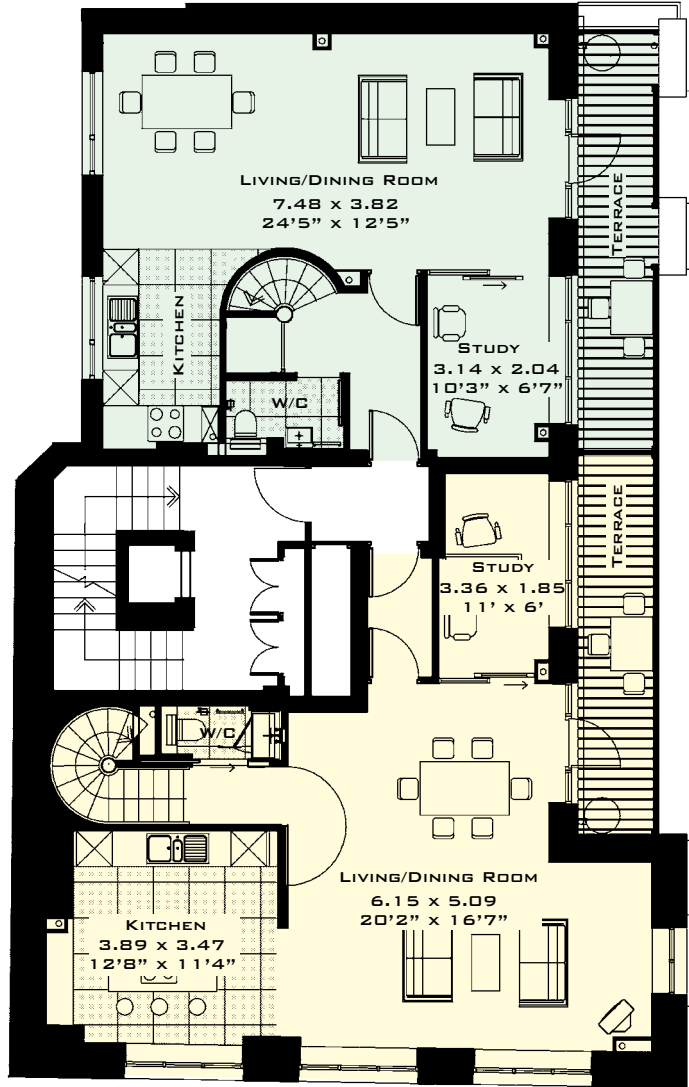 Living/Dining Room
7.48 x 3.82
24'5” x 12'5”
Terrace
Kitchen
Study
3.14 x 2.04
10'3” x 6'7”
W/C
Terrace
Study
3.36 x 1.85
11' x 6'
W/C
Living/Dining Room
6.15 x 5.09
20'2” x 16'7”
Kitchen
3.89 x 3.47
12'8” x 11'4”